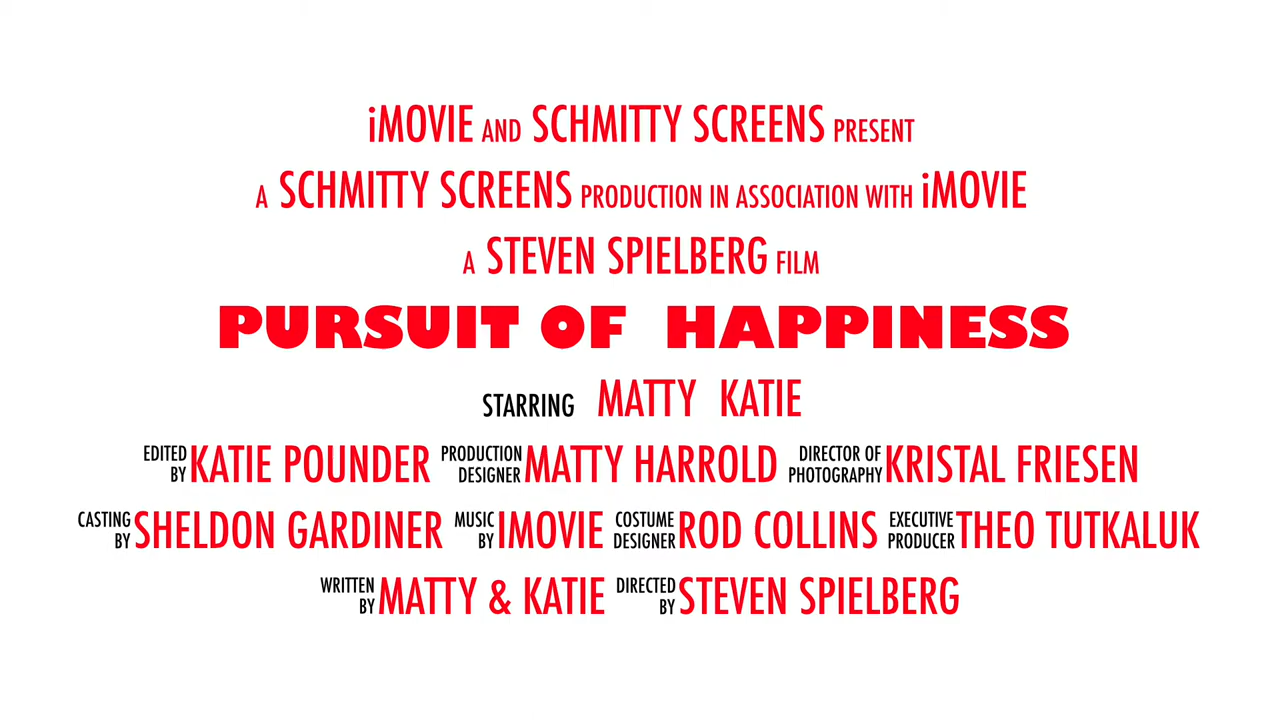 iMOVIE AND SCHMITTY SCREENS PRESENT
A SCHMITTY SCREENS PRODUCTION IN ASSOCIATION WITH iMOVIE
A STEVEN SPIELBERG FILM
PURSUIT OF HAPPINESS
STARRING MATTY KATIE
EDITED BY KATIE POUNDER PRODUCTION DESIGNER MATTY HARROLD DIRECTOR OF PHOTOGRAPHY KRISTAL FRIESEN
CASTING BY SHELDON GARDINER MUSIC BY IMOVIE COSTUME DESIGNER ROD COLLINS EXECUTIVE PRODUCER THEO TUTKALUK
WRITTEN BY MATTY & KATIE DIRECTED BY STEVEN SPIELBERG